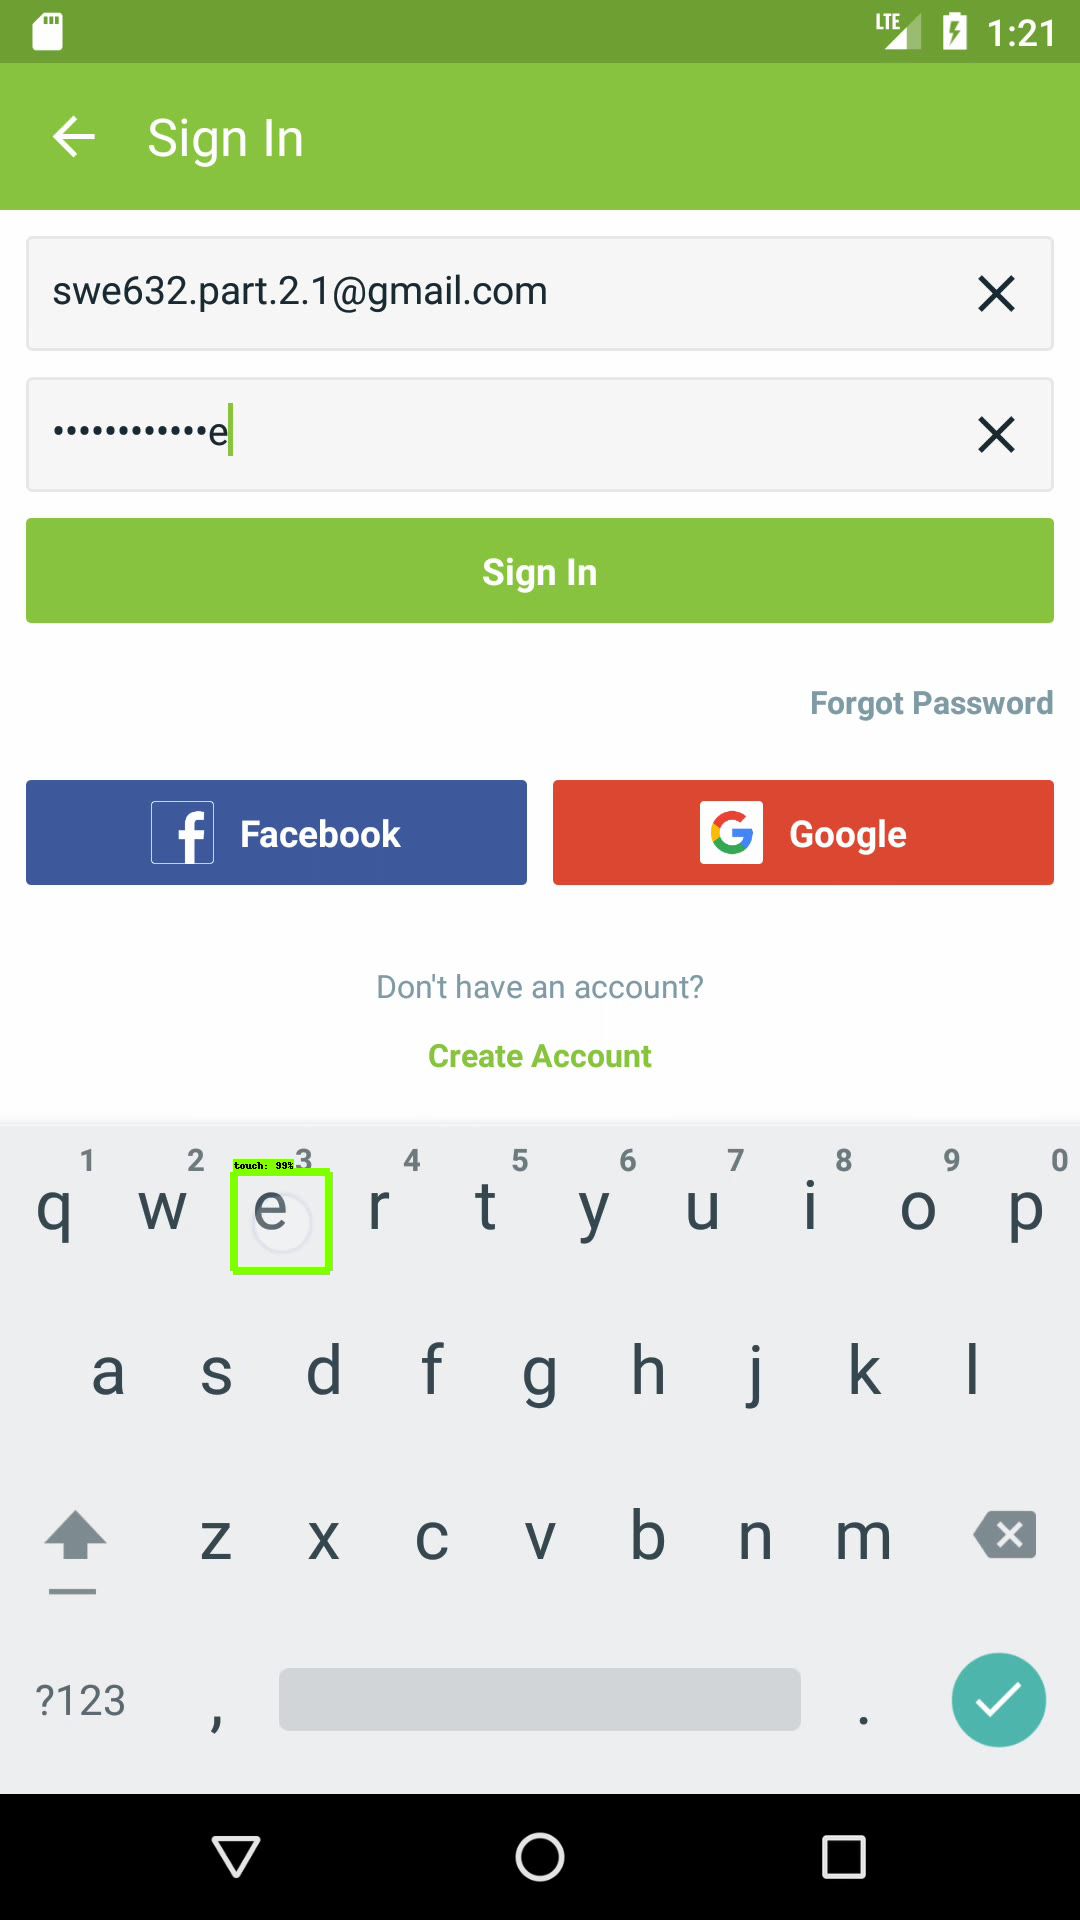 LTE 1:21
Sign In
swe632.part.2.1@gmail.com
••••••••••••e
Sign In
Forgot Password
Facebook
Google
Don't have an account?
Create Account
touch: 99%
1 2 3 4 5 6 7 8 9 0
q w e r t y u i o p
a s d f g h j k l
z x c v b n m
?123 , .